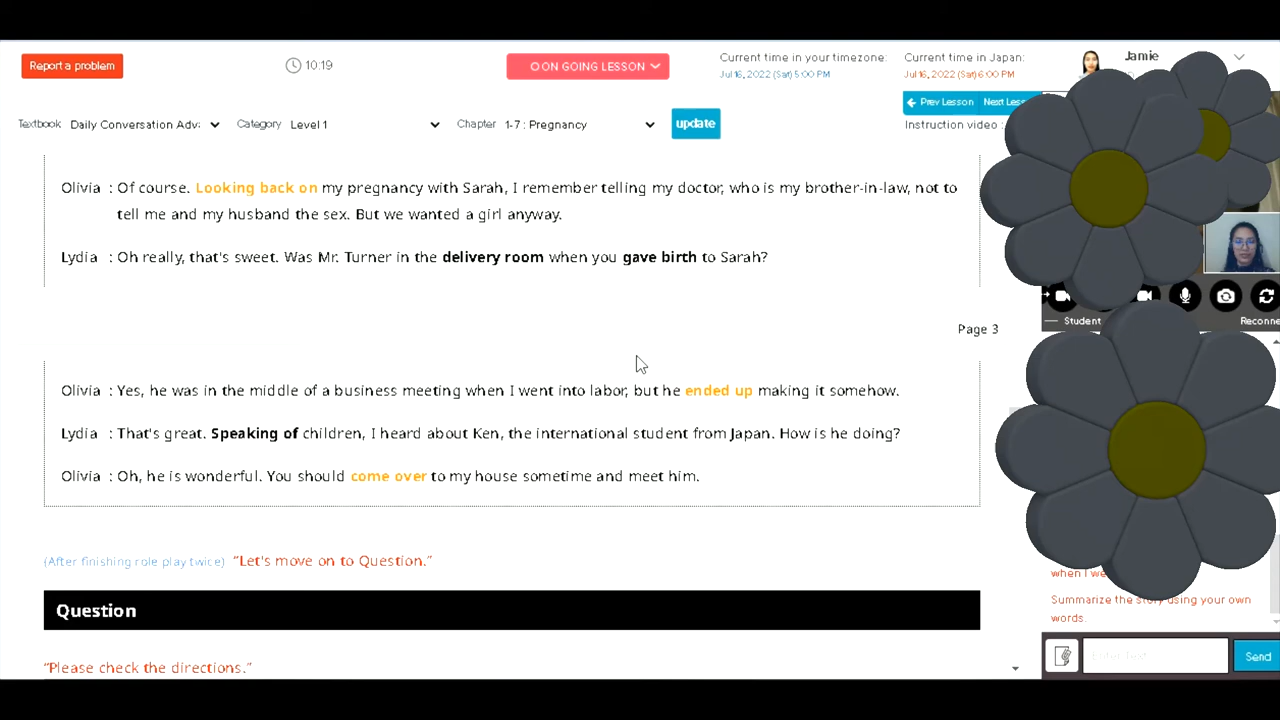 Report a problem
10:19
O ON GOING LESSON
Current time in your timezone:
Jul 16, 2022 (Sat) 5:00 PM
Current time in Japan:
Jul 16, 2022 (Sat) 6:00 PM
Jamie
Prev Lesson Next
Textbook Daily Conversation Adv: Category Level 1 Chapter 1-7 : Pregnancy update
Instruction video :
Olivia : Of course. Looking back on my pregnancy with Sarah, I remember telling my doctor, who is my brother-in-law, not to
tell me and my husband the sex. But we wanted a girl anyway.
Lydia : Oh really, that's sweet. Was Mr. Turner in the delivery room when you gave birth to Sarah?
Student
Page 3
Olivia : Yes, he was in the middle of a business meeting when I went into labor, but he ended up making it somehow.
Lydia : That's great. Speaking of children, I heard about Ken, the international student from Japan. How is he doing?
Olivia : Oh, he is wonderful. You should come over to my house sometime and meet him.
(After finishing role play twice) “Let's move on to Question.”
when I
Summarize the story using your own
words.
Question
“Please check the directions.”
Send